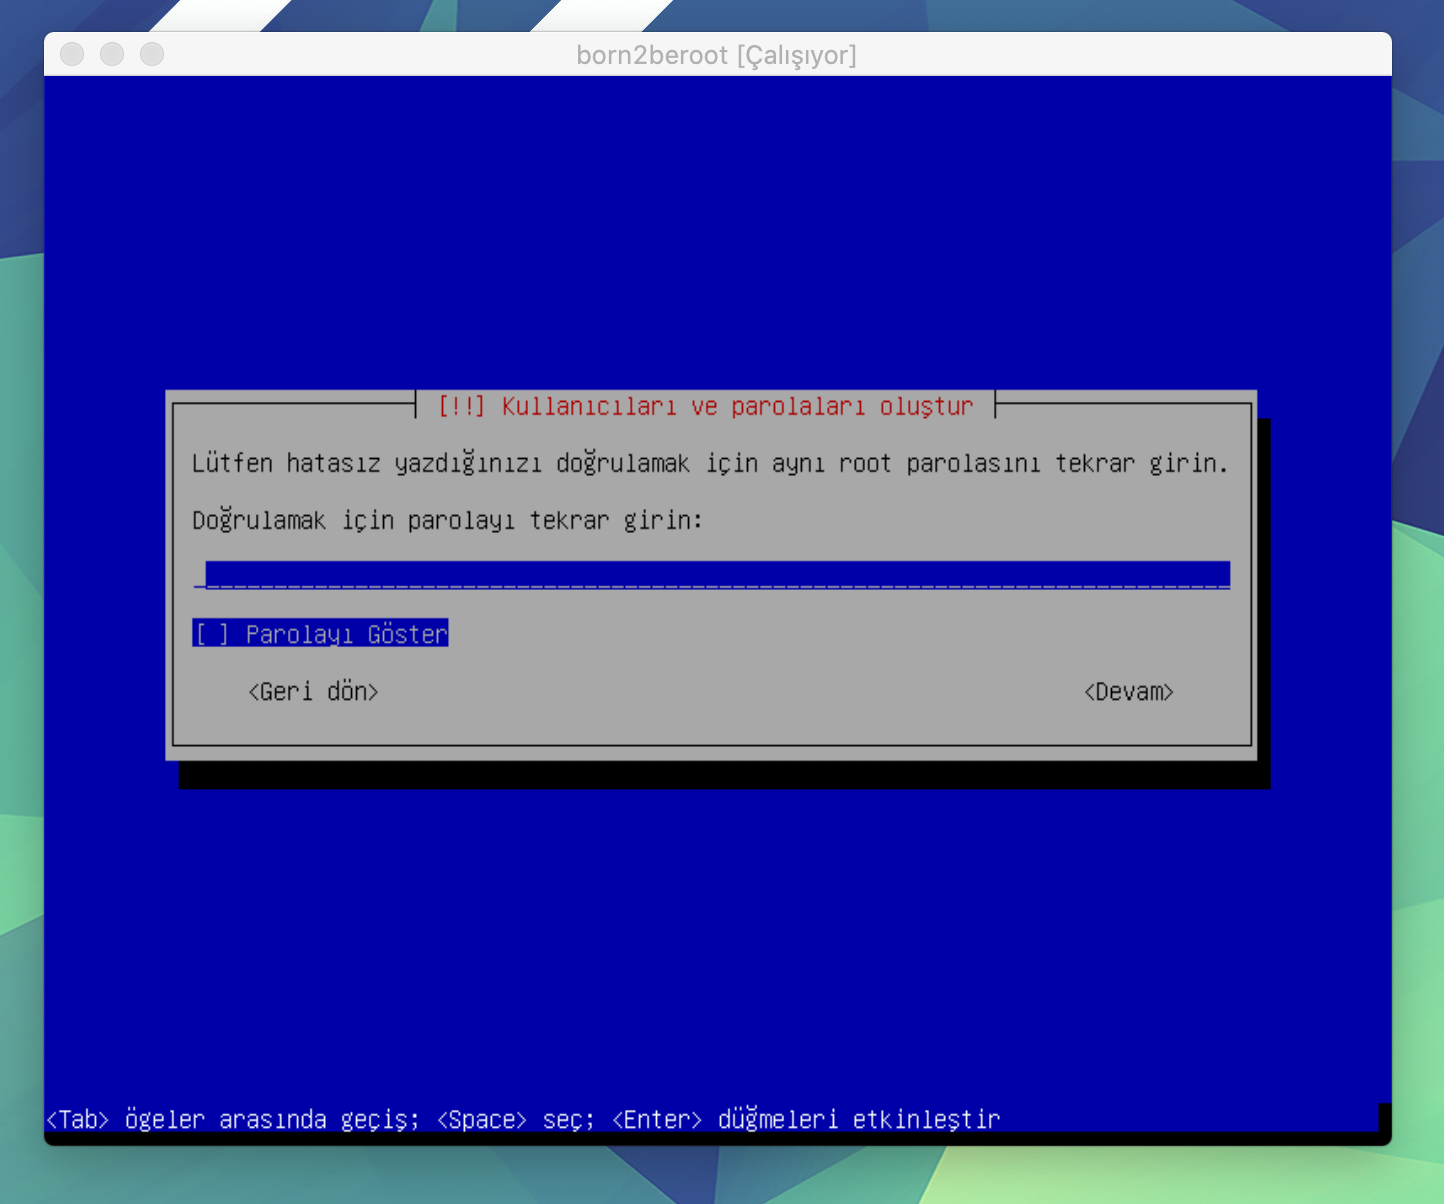 born2beroot [Çalışıyor]
[!!] Kullanıcıları ve parolaları oluştur
Lütfen hatasız yazdığınızı doğrulamak için aynı root parolasını tekrar girin.
Doğrulamak için parolayı tekrar girin:
[ ] Parolayı Göster
<Geri dön> <Devam>
<Tab> ögeler arasında geçiş; <Space> seç; <Enter> düğmeleri etkinleştir